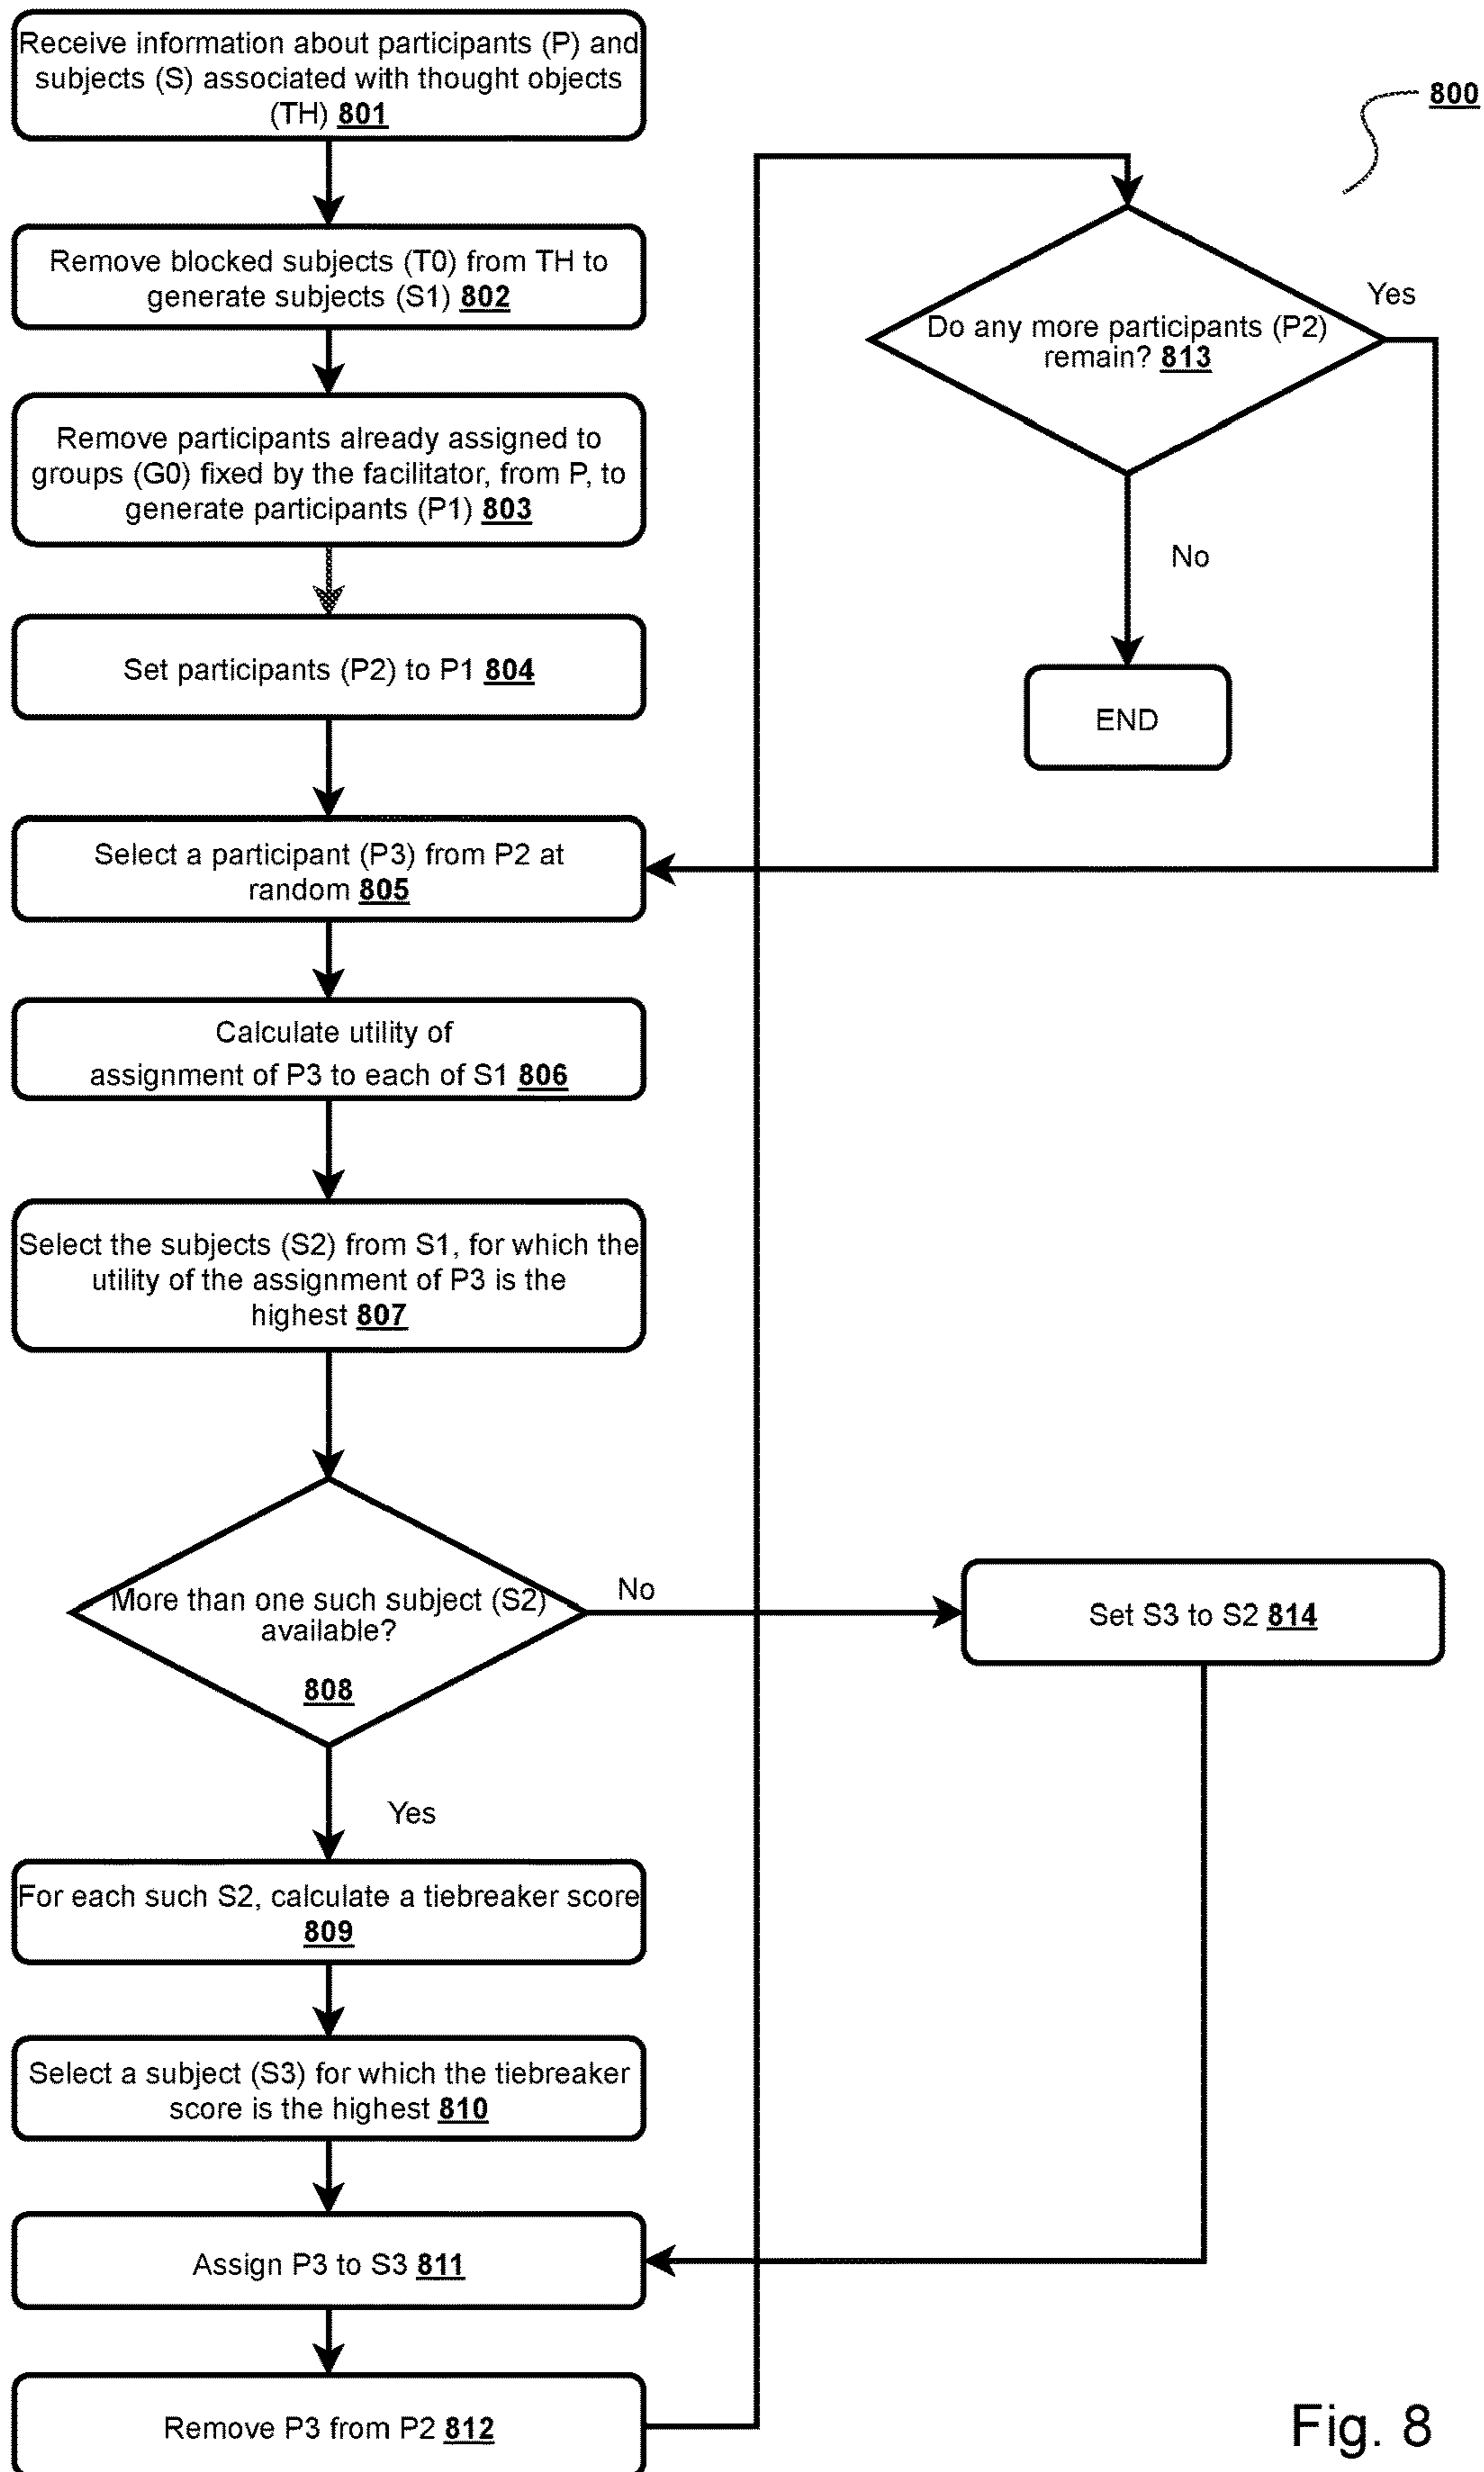 Receive information about participants (P) and
subjects (S) associated with thought objects
(TH) 801
Remove blocked subjects (T0) from TH to
generate subjects (S1) 802
Remove participants already assigned to
groups (G0) fixed by the facilitator, from P, to
generate participants (P1) 803
Set participants (P2) to P1 804
Select a participant (P3) from P2 at
random 805
Calculate utility of
assignment of P3 to each of S1 806
Select the subjects (S2) from S1, for which the
utility of the assignment of P3 is the
highest 807
More than one such subject (S2)
available?
808
No
Yes
For each such S2, calculate a tiebreaker score
809
Select a subject (S3) for which the tiebreaker
score is the highest 810
Assign P3 to S3 811
Remove P3 from P2 812
800
Do any more participants (P2)
remain? 813
Yes
No
END
Set S3 to S2 814
Fig. 8